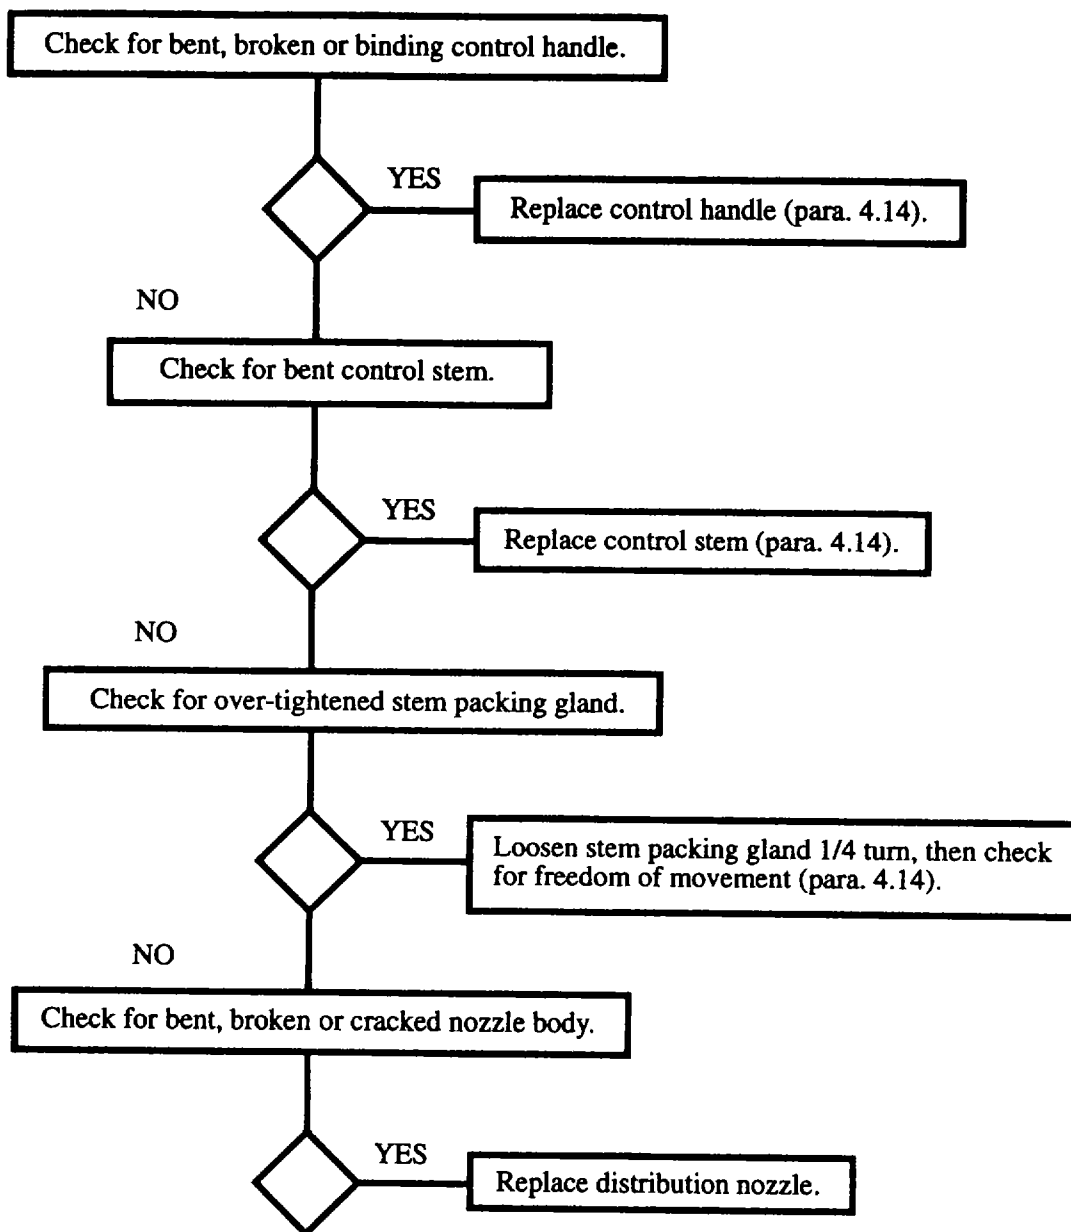 Check for bent, broken or binding control handle.
YES
Replace control handle (para. 4.14).
NO
Check for bent control stem.
YES
Replace control stem (para. 4.14).
NO
Check for over-tightened stem packing gland.
YES
Loosen stem packing gland 1/4 turn, then check
for freedom of movement (para. 4.14).
NO
Check for bent, broken or cracked nozzle body.
YES
Replace distribution nozzle.